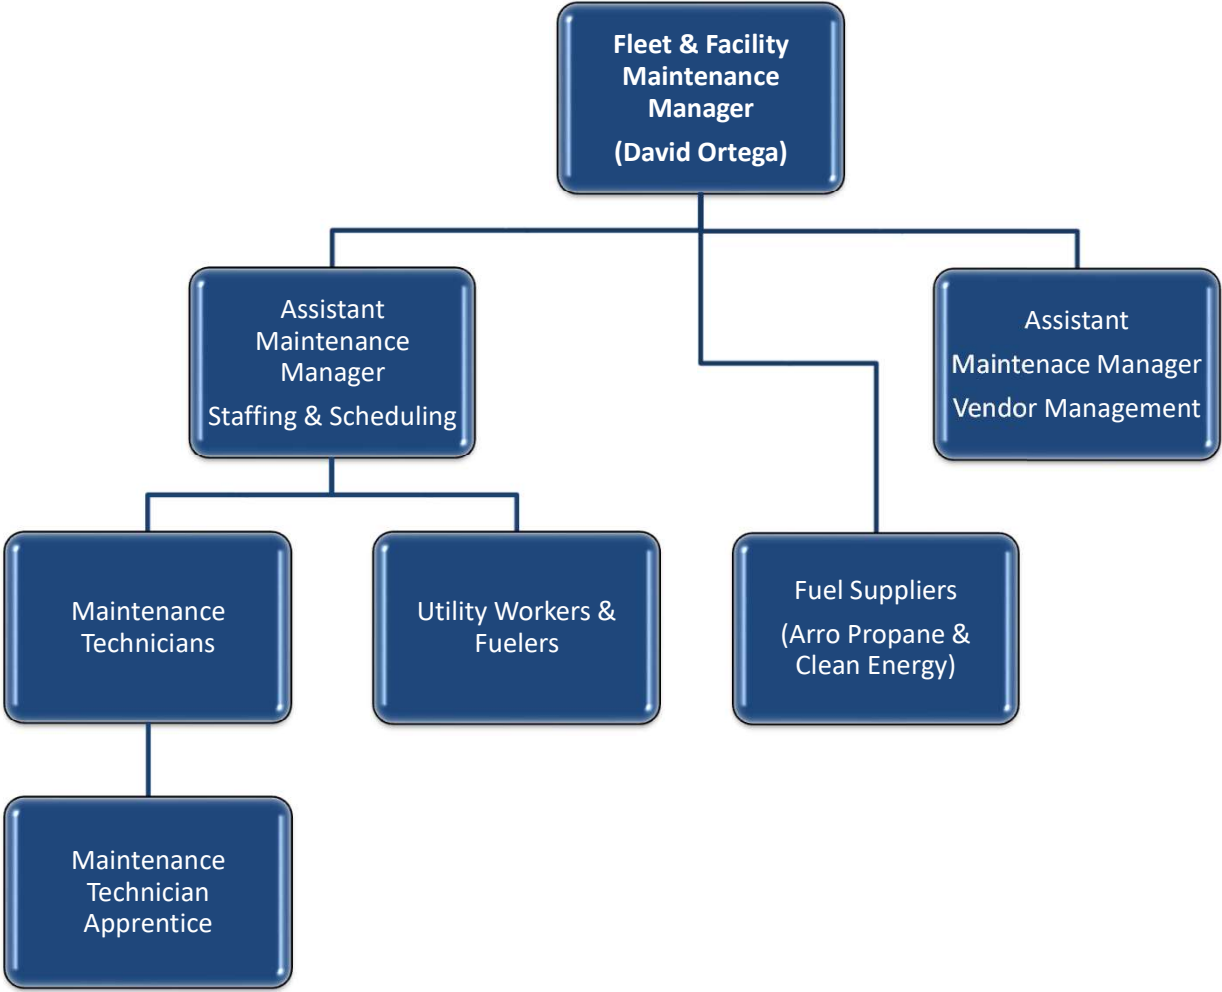 Fleet & Facility
Maintenance
Manager
(David Ortega)
Assistant
Maintenance
Manager
Staffing & Scheduling
Assistant
Maintenace Manager
Vendor Management
Maintenance
Technicians
Utility Workers &
Fuelers
Fuel Suppliers
(Arro Propane &
Clean Energy)
Maintenance
Technician
Apprentice